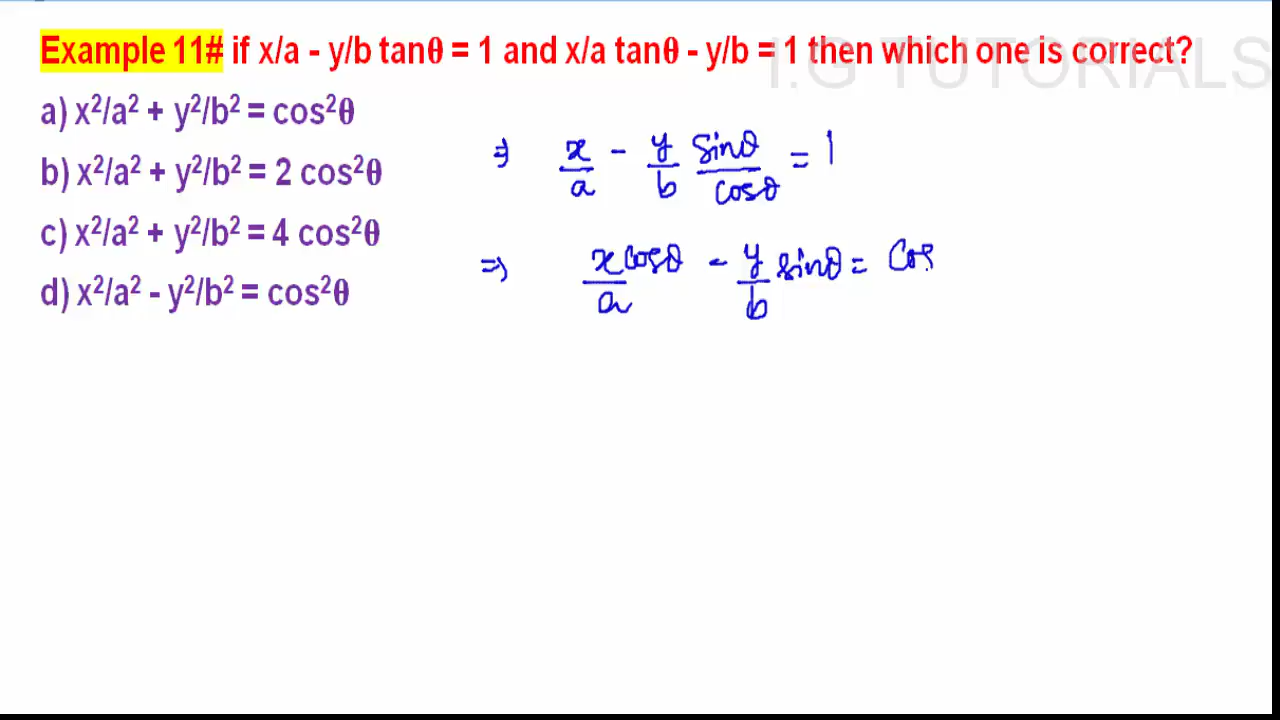 Example 11# if x/a - y/b tanθ = 1 and x/a tanθ - y/b = 1 then which one is correct?
I.G TUTORIALS
a) x²/a² + y²/b² = cos²θ
b) x²/a² + y²/b² = 2 cos²θ
c) x²/a² + y²/b² = 4 cos²θ
d) x²/a² - y²/b² = cos²θ
⇒ x/a - y/b sinθ/cosθ = 1
⇒ x cosθ/a - y/b sinθ = cos